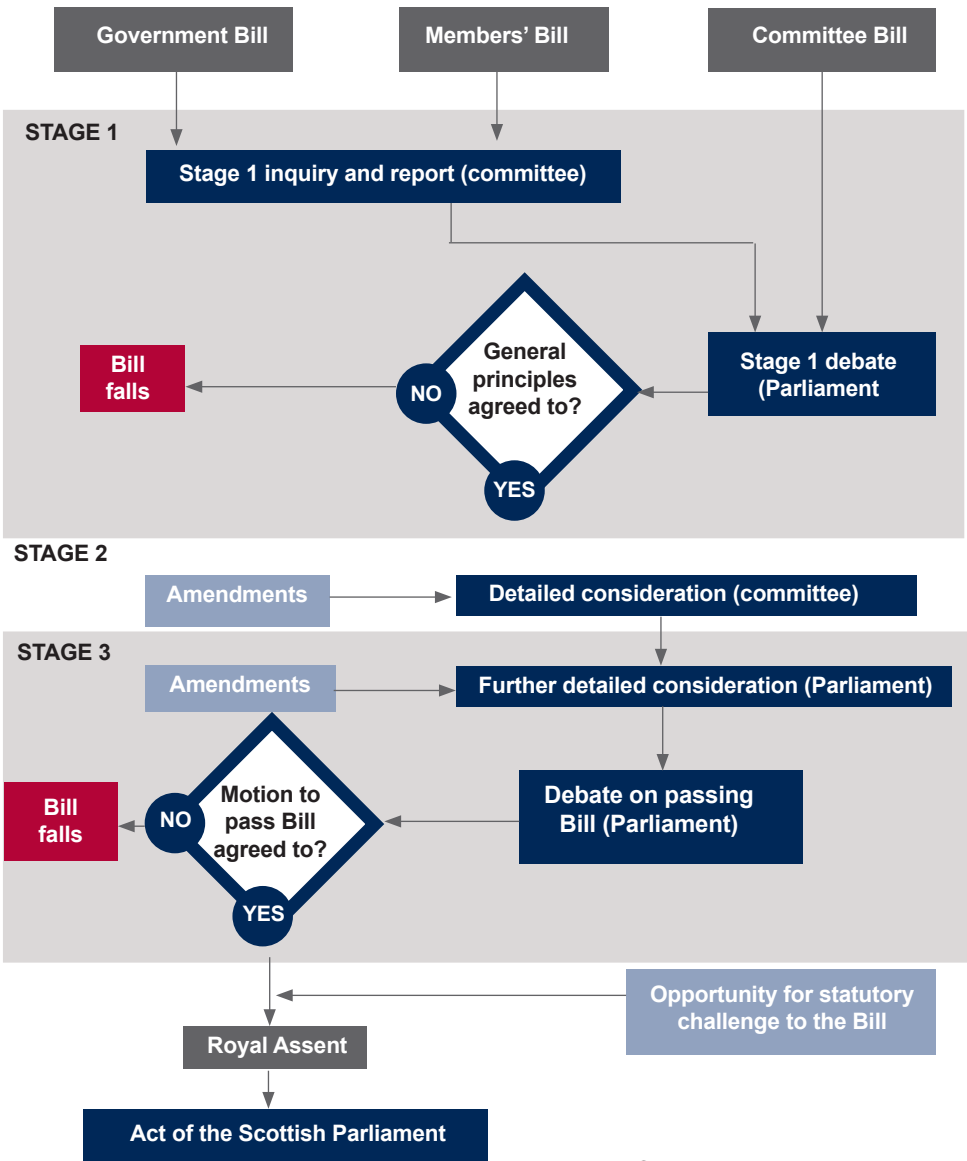 Government Bill
Members’ Bill
Committee Bill
STAGE 1
Stage 1 inquiry and report (committee)
General
principles
agreed to?
NO
YES
Bill
falls
Stage 1 debate
(Parliament
STAGE 2
Amendments
Detailed consideration (committee)
STAGE 3
Amendments
Further detailed consideration (Parliament)
Debate on passing
Bill (Parliament)
Motion to
pass Bill
agreed to?
NO
YES
Bill
falls
Opportunity for statutory
challenge to the Bill
Royal Assent
Act of the Scottish Parliament